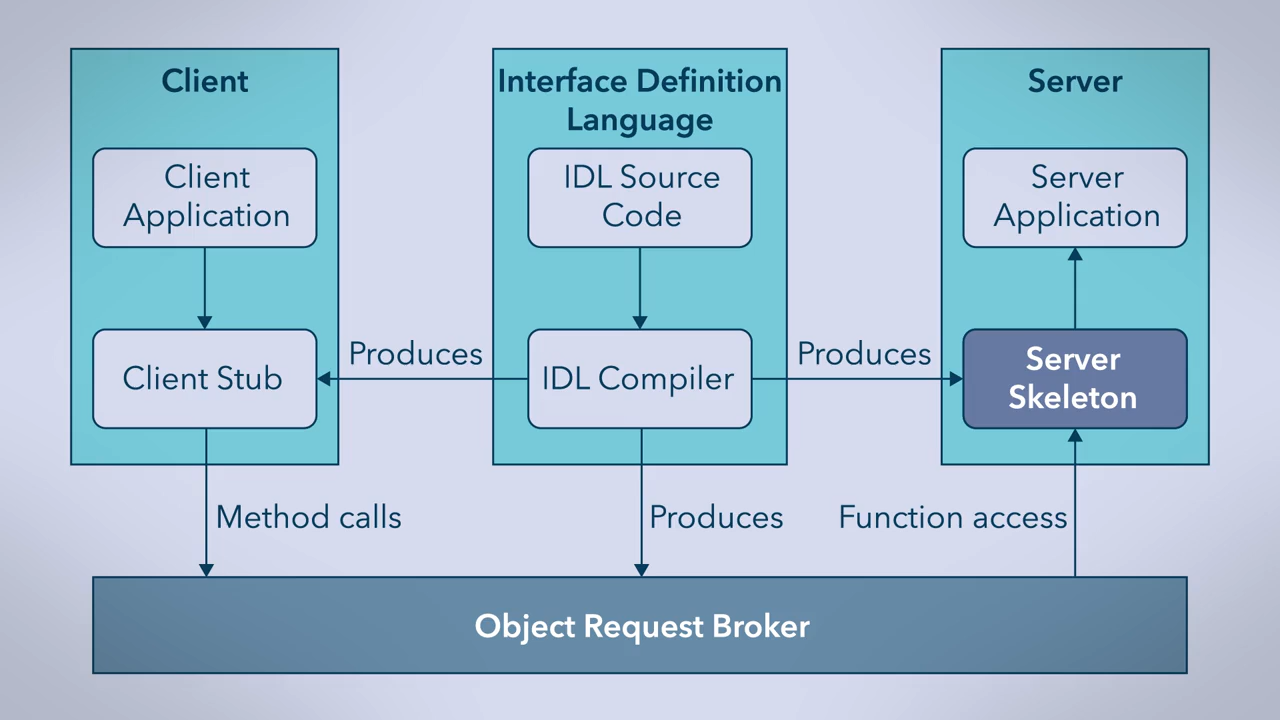 Client
Interface Definition
Language
Server
Client
Application
IDL Source
Code
Server
Application
Client Stub
Produces
IDL Compiler
Produces
Server
Skeleton
Method calls
Produces
Function access
Object Request Broker